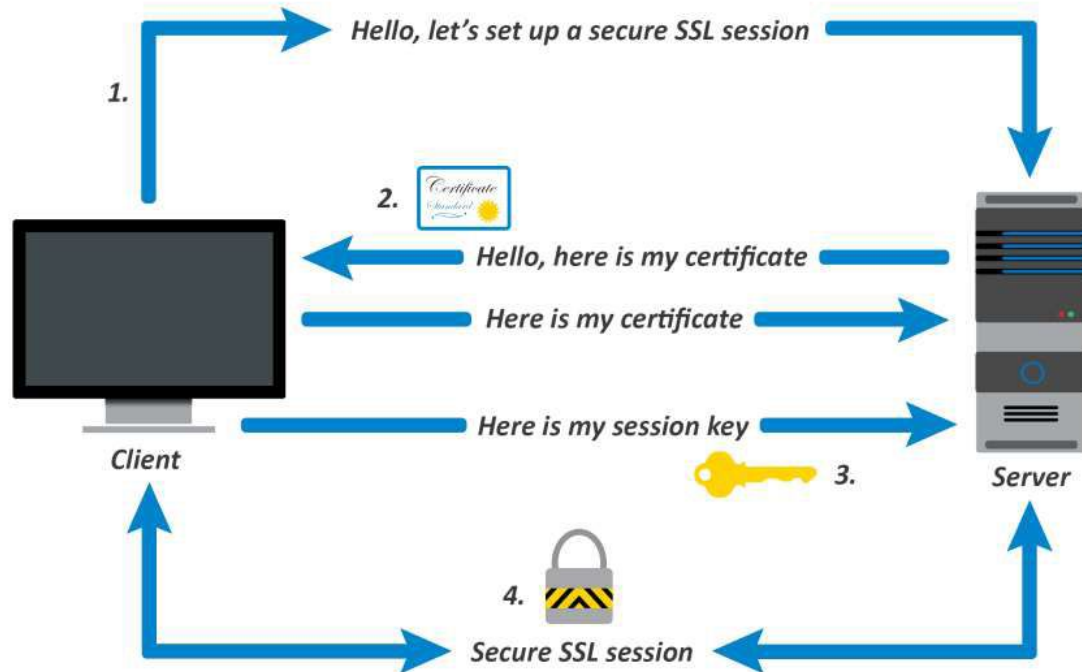 Hello, let's set up a secure SSL session
1.
2.
Certificate
Standard
Hello, here is my certificate
Here is my certificate
Here is my session key
Client
3.
Server
4.
Secure SSL session